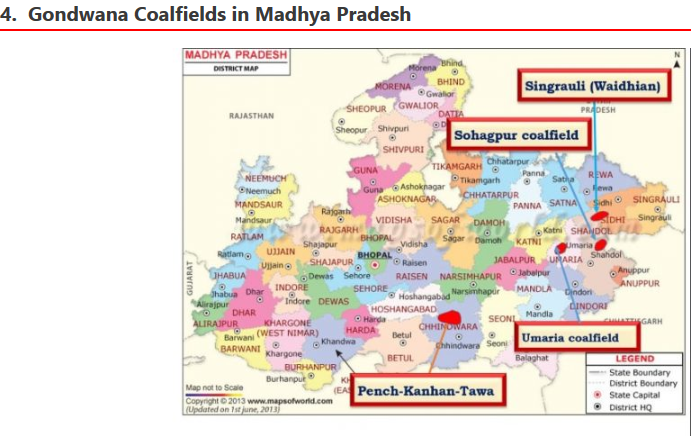 4. Gondwana Coalfields in Madhya Pradesh
MADHYA PRADESH
DISTRICT MAP
N
Singrauli (Waidhian)
PRADESH
Sohagpur coalfield
RAJASTHAN
Morena
Bhind
MORENA
BHIND
Gwalior
GWALIOR
DATIA
SHEOPUR
Sheopur
Shivpuri
SHIVPURI
TIKAMGARH
Tikamgarh
Chhatarpur
CHHATARPUR
Panna
PANNA
Satna
SATNA
REWA
Rewa
Sidhi
SIDHI
SINGRAULI
Singrauli
NEEMUCH
Neemuch
MANDSAUR
Mandsaur
GUNA
Guna
Ashoknagar
ASHOKNAGAR
RATLAM
Ratlam
Rajgarh
RAJGARH
VIDISHA
Vidisha
SAGAR
Sagar
DAMOH
Damoh
Katni
KATNI
Umaria
UMARIA
SHAHDOL
Shahdol
Anuppur
ANUPPUR
UJJAIN
Ujjain
Shajapur
SHAJAPUR
BHOPAL
BHOPAL
Sehore
SEHORE
Raisen
RAISEN
NARSIMHAPUR
Narsimhapur
JABALPUR
Jabalpur
MANDLA
Mandla
Dindori
DINDORI
GUJARAT
JHABUA
Jhabua
Dhar
DHAR
INDORE
Indore
Dewas
DEWAS
Hoshangabad
HOSHANGABAD
Harda
HARDA
CHHINDWARA
Chhindwara
SEONI
Seoni
CHHATTISGARH
Alirajpur
ALIRAJPUR
Barwani
BARWANI
KHARGONE
(WEST NIMAR)
Khargone
Khandwa
Betul
BETUL
Balaghat
BURHANPUR
Burhanpur
Umaria coalfield
Pench-Kanhan-Tawa
LEGEND
State Boundary
District Boundary
State Capital
District HQ
Map not to Scale
Copyright © 2013 www.mapsofworld.com
(Updated on 1st june, 2013)